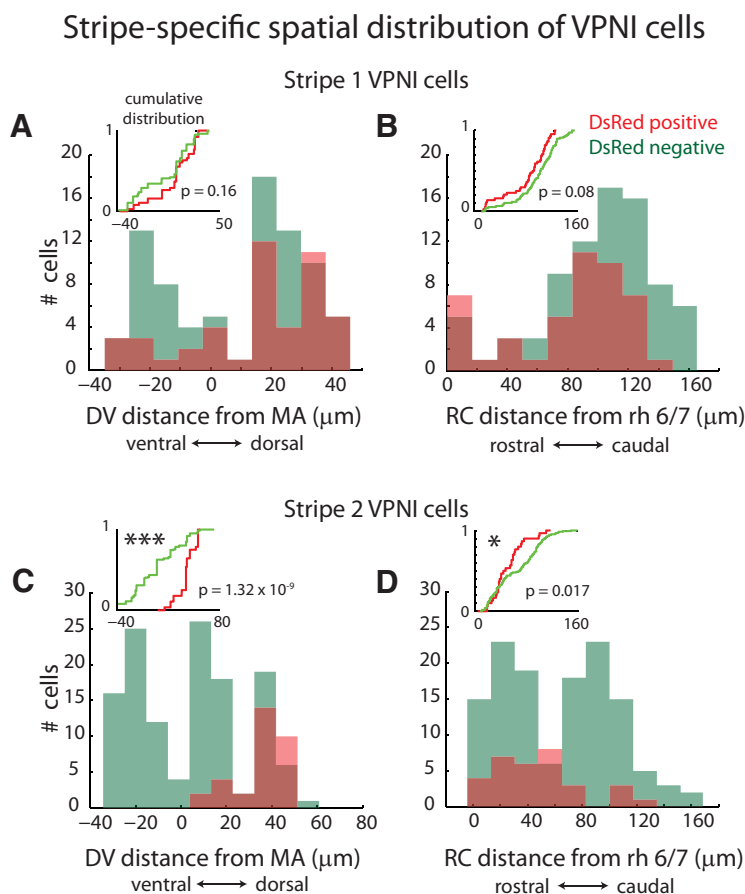 Stripe-specific spatial distribution of VPNI cells
Stripe 1 VPNI cells
A
cumulative
distribution
1
p = 0.16
−40
50
20
16
12
8
4
0
# cells
−40
−20
0
20
40
DV distance from MA (μm)
ventral ↔ dorsal
B
DsRed positive
DsRed negative
1
0
p = 0.08
0
160
20
16
12
8
4
0
0
40
80
120
160
RC distance from rh 6/7 (μm)
rostral ↔ caudal
Stripe 2 VPNI cells
C
1
***
p = 1.32 x 10⁻⁹
0
−40
80
30
25
20
15
10
5
0
# cells
−40
0
20
40
60
80
DV distance from MA (μm)
ventral ↔ dorsal
D
1
*
p = 0.017
0
0
160
30
25
20
15
10
5
0
0
40
80
120
180
RC distance from rh 6/7 (μm)
rostral ↔ caudal